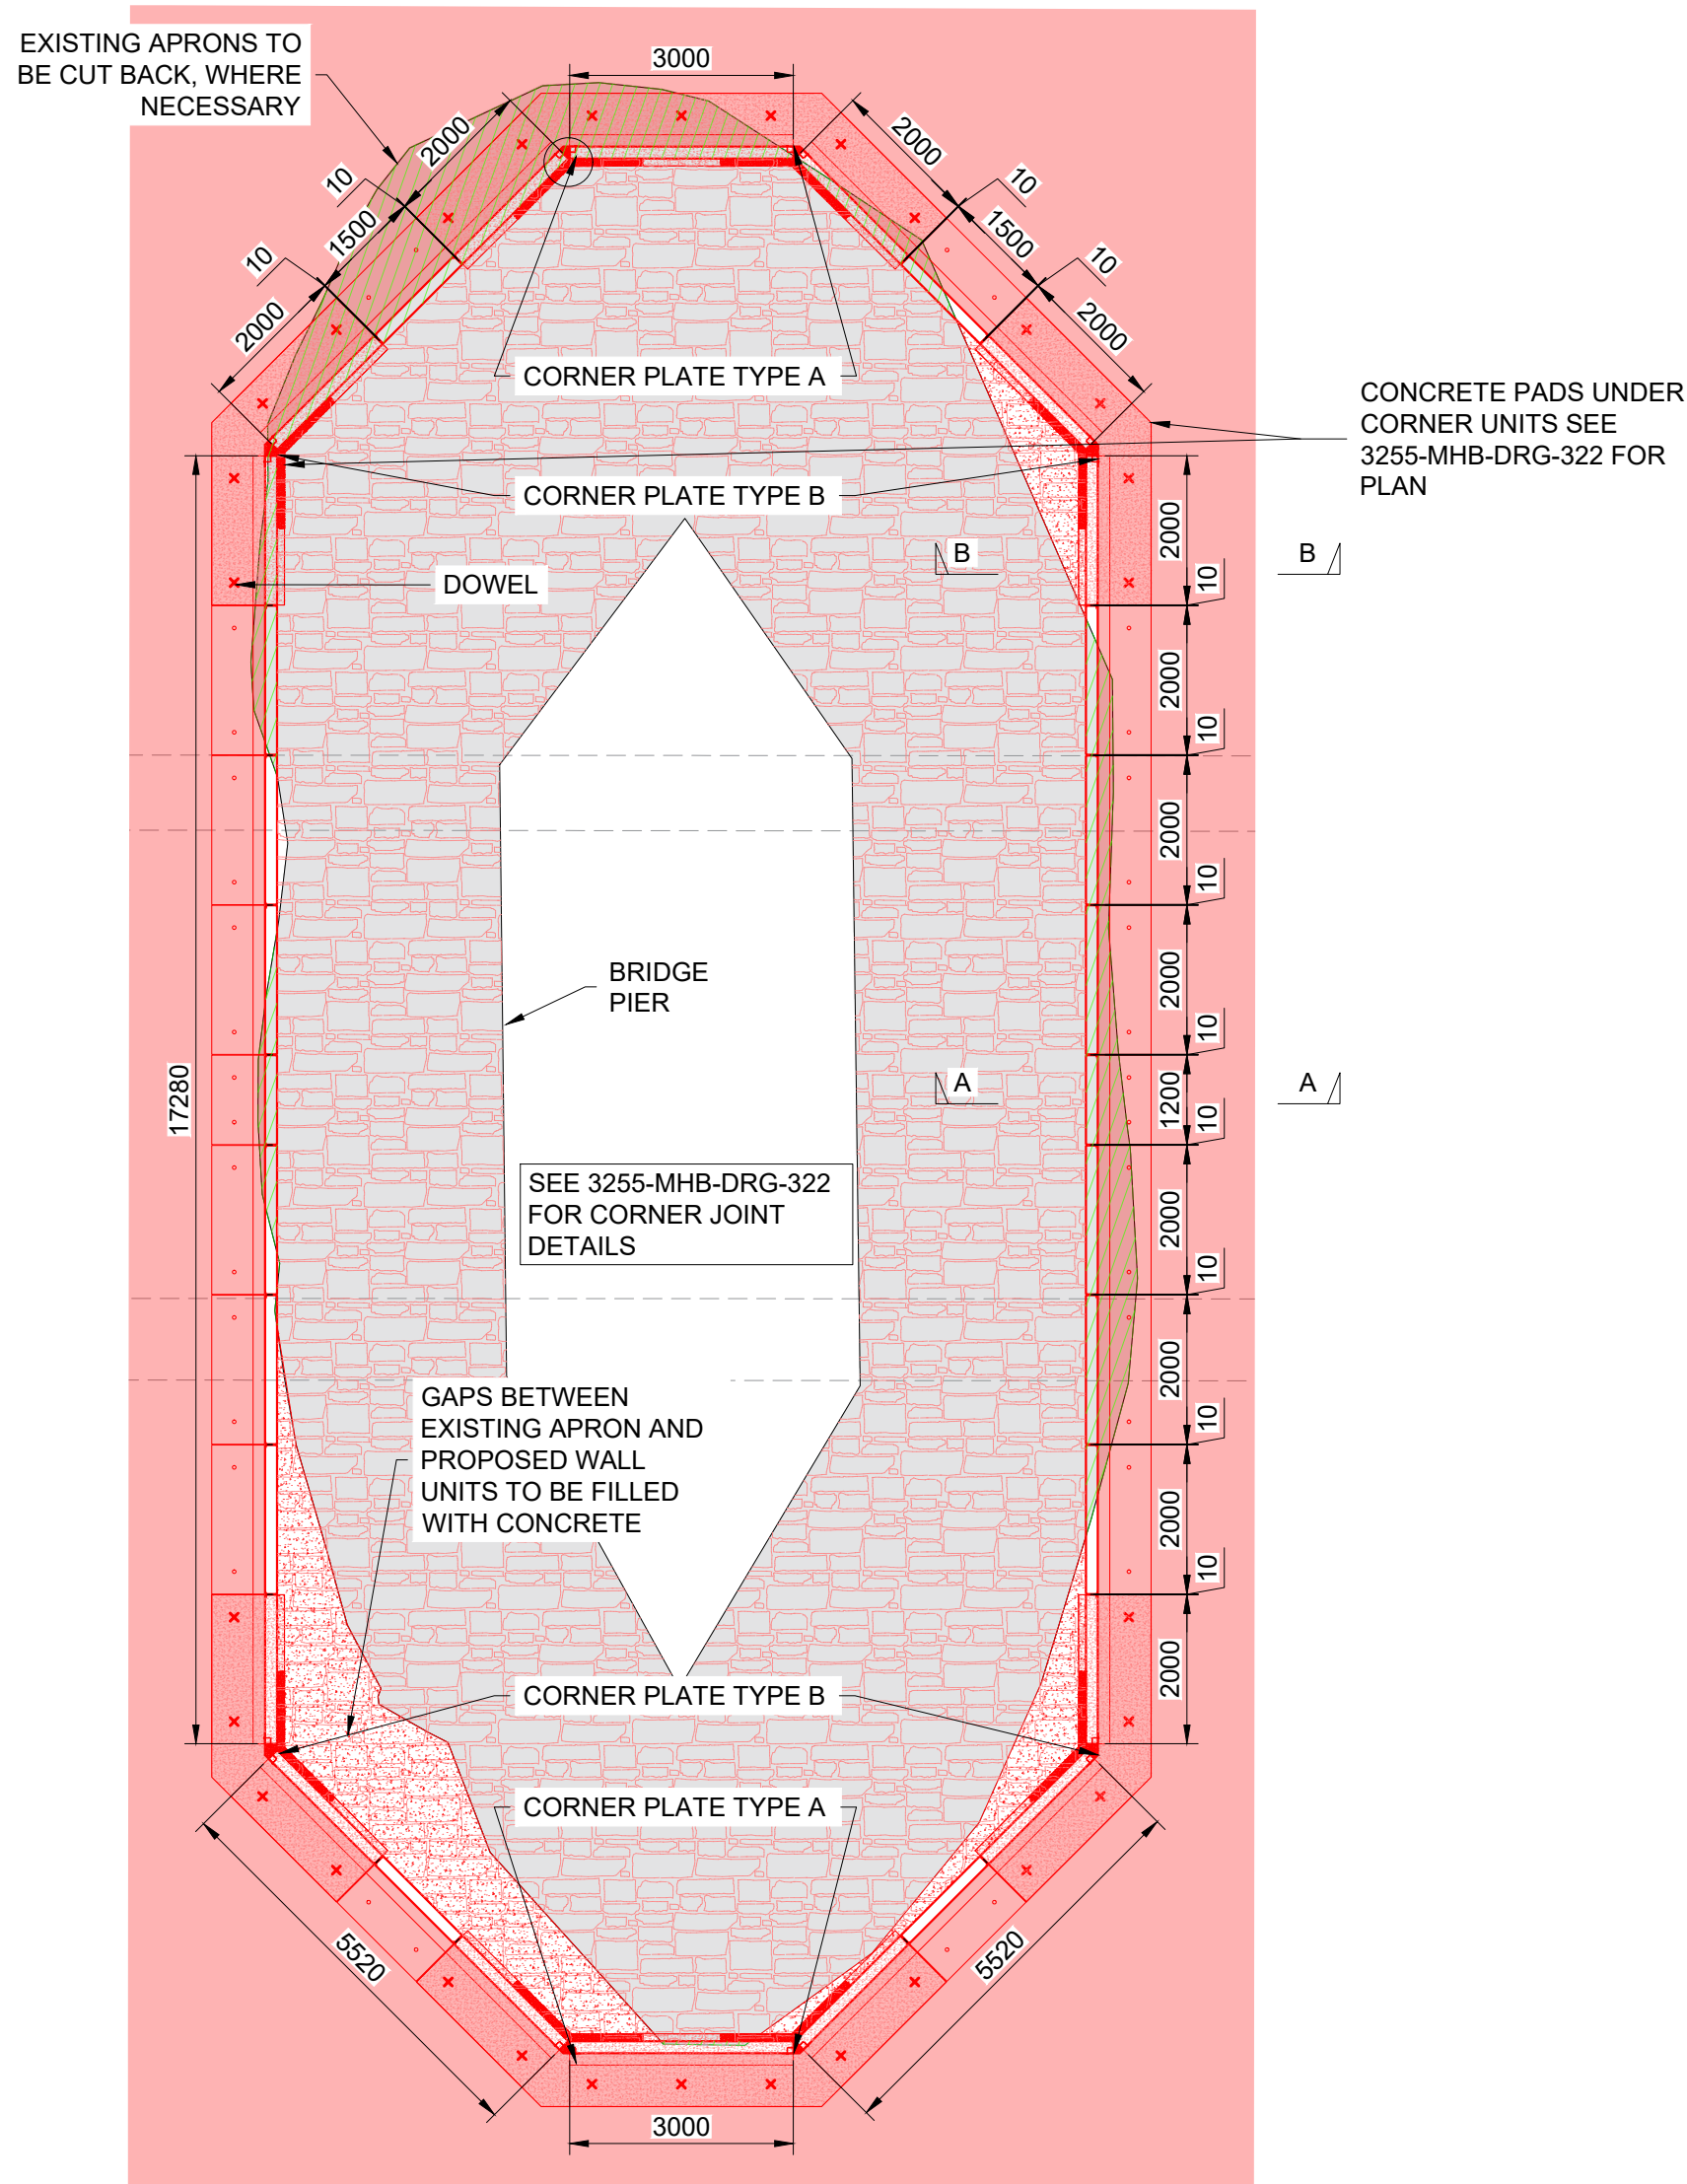 EXISTING APRONS TO
BE CUT BACK, WHERE
NECESSARY
3000
2000
10
1500
10
2000
2000
10
1500
10
2000
CORNER PLATE TYPE A
CONCRETE PADS UNDER
CORNER UNITS SEE
3255-MHB-DRG-322 FOR
PLAN
CORNER PLATE TYPE B
DOWEL
B
B
2000
10
2000
10
2000
10
2000
10
1200
10
2000
10
2000
10
2000
10
2000
BRIDGE
PIER
A
A
17280
SEE 3255-MHB-DRG-322
FOR CORNER JOINT
DETAILS
GAPS BETWEEN
EXISTING APRON AND
PROPOSED WALL
UNITS TO BE FILLED
WITH CONCRETE
CORNER PLATE TYPE B
CORNER PLATE TYPE A
5520
5520
3000